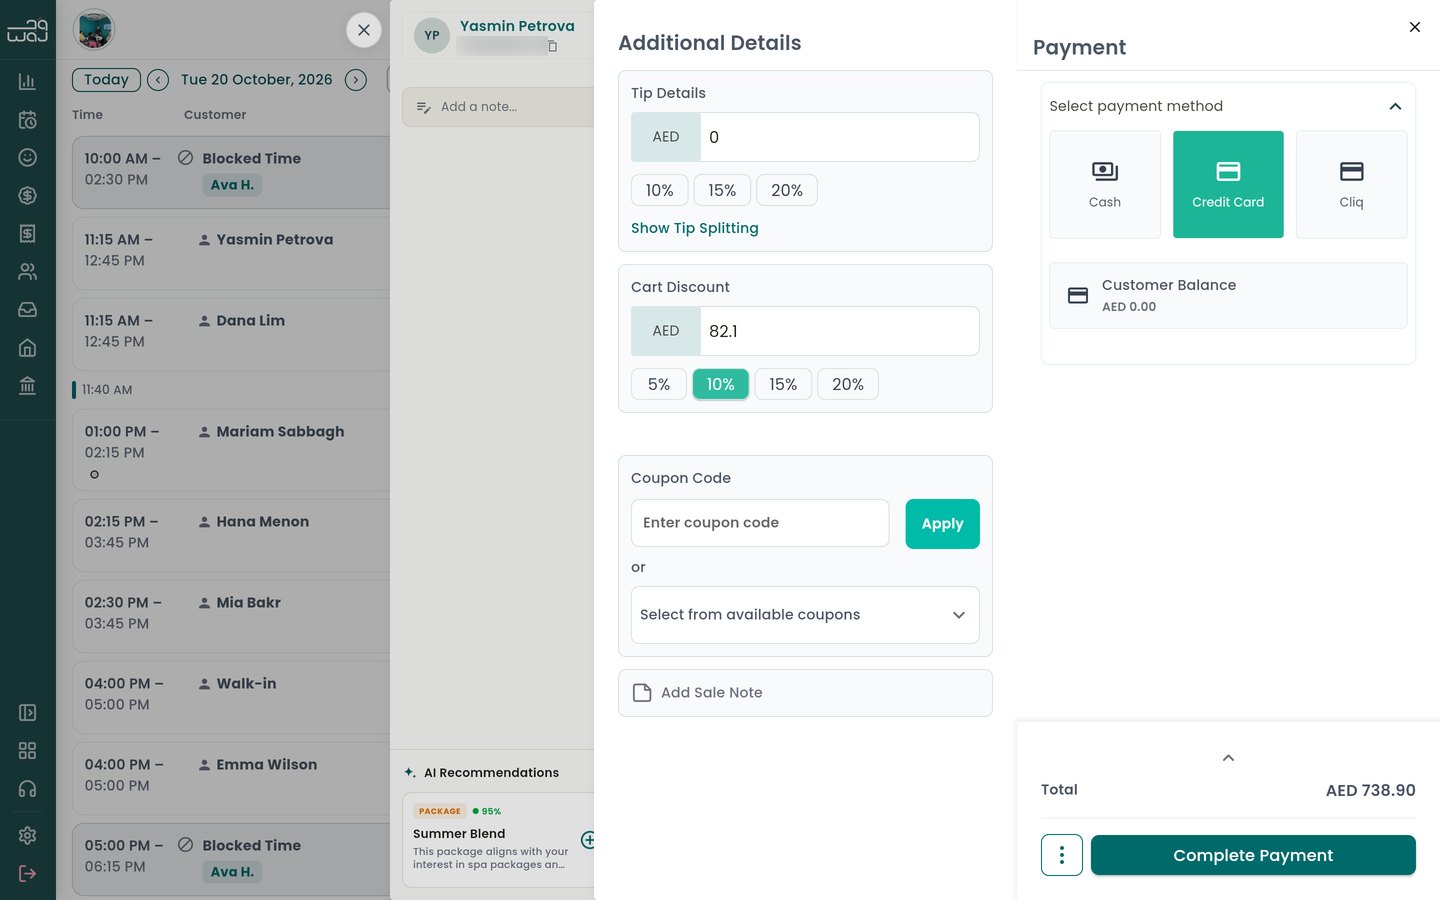 Today
Tue 20 October, 2026
Time
Customer
10:00 AM –
02:30 PM
Blocked Time
Ava H.
11:15 AM –
12:45 PM
Yasmin Petrova
11:15 AM –
12:45 PM
Dana Lim
11:40 AM
01:00 PM –
02:15 PM
Mariam Sabbagh
02:15 PM –
03:45 PM
Hana Menon
02:30 PM –
03:45 PM
Mia Bakr
04:00 PM –
05:00 PM
Walk-in
04:00 PM –
05:00 PM
Emma Wilson
05:00 PM –
06:15 PM
Blocked Time
Ava H.
YP
Yasmin Petrova
Add a note...
AI Recommendations
PACKAGE
95%
Summer Blend
This package aligns with your
interest in spa packages an...
Additional Details
Tip Details
AED
0
10%
15%
20%
Show Tip Splitting
Cart Discount
AED
82.1
5%
10%
15%
20%
Coupon Code
Enter coupon code
Apply
or
Select from available coupons
Add Sale Note
Payment
Select payment method
Cash
Credit Card
Cliq
Customer Balance
AED 0.00
Total
AED 738.90
Complete Payment